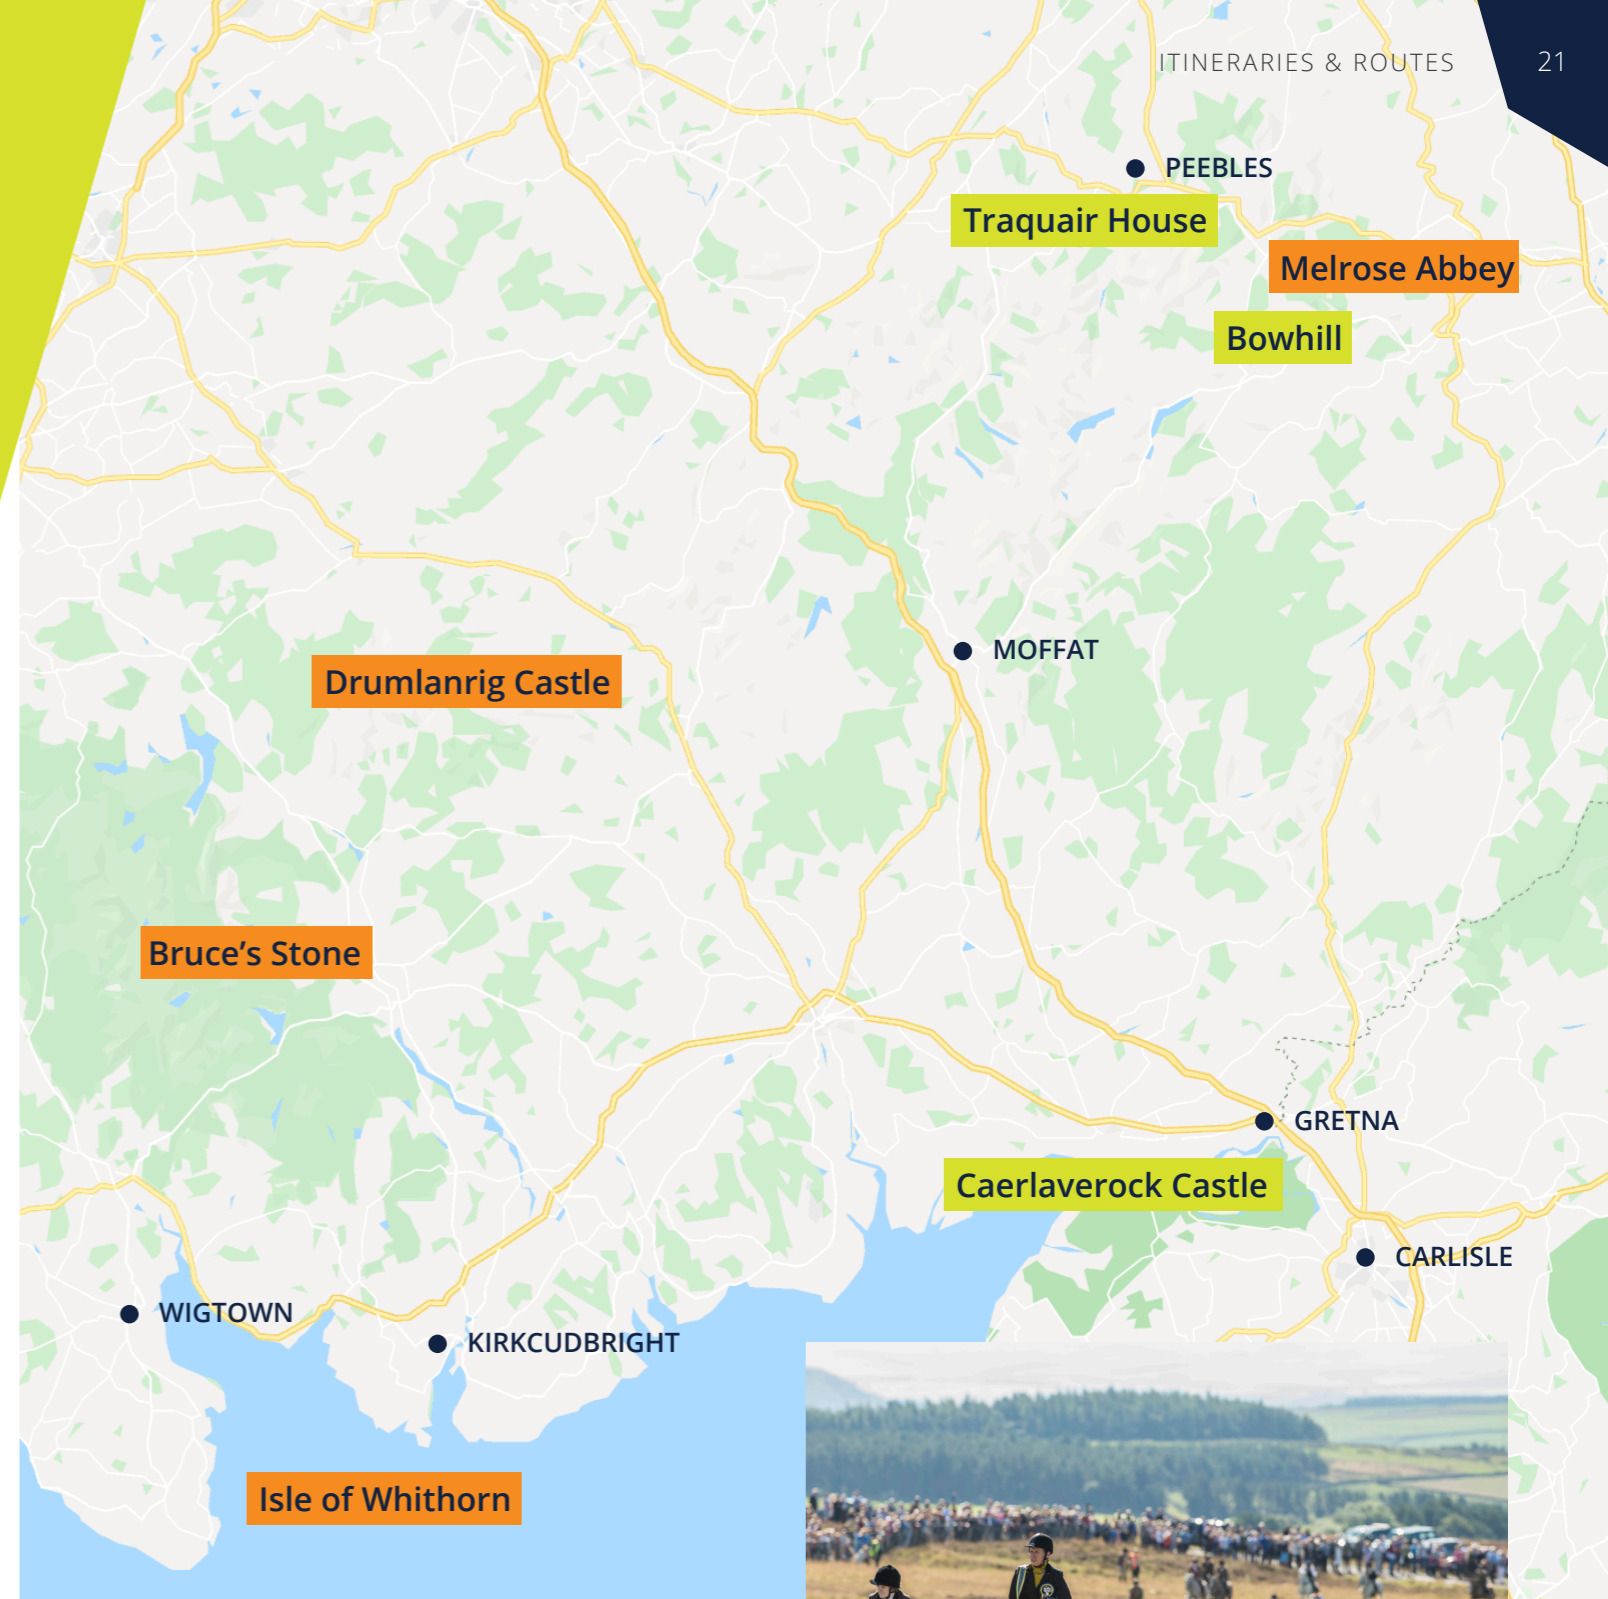 ITINERARIES & ROUTES
21
PEEBLES
Traquair House
Melrose Abbey
Bowhill
MOFFAT
Drumlanrig Castle
Bruce’s Stone
GRETNA
Caerlaverock Castle
CARLISLE
WIGTOWN
KIRKCUDBRIGHT
Isle of Whithorn